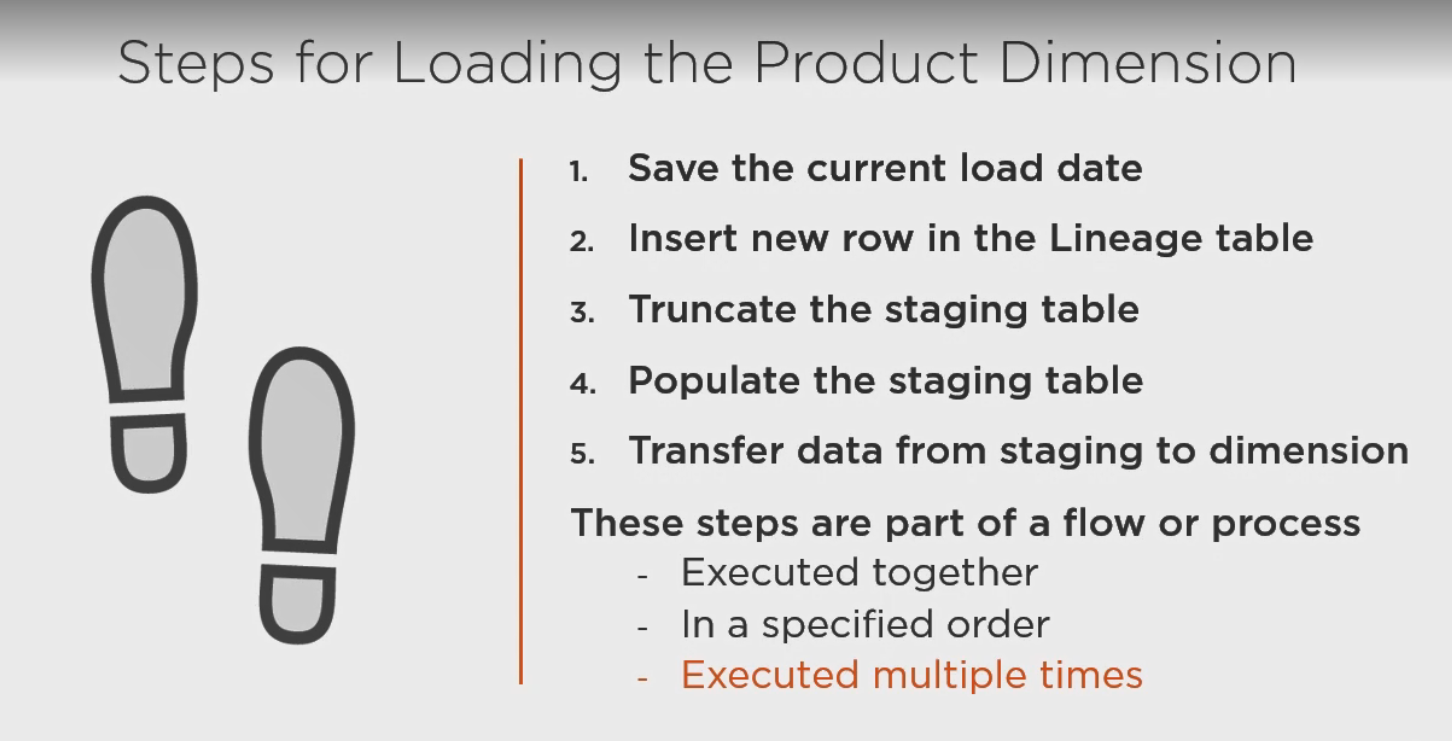 Steps for Loading the Product Dimension
1. Save the current load date
2. Insert new row in the Lineage table
3. Truncate the staging table
4. Populate the staging table
5. Transfer data from staging to dimension
These steps are part of a flow or process
- Executed together
- In a specified order
- Executed multiple times